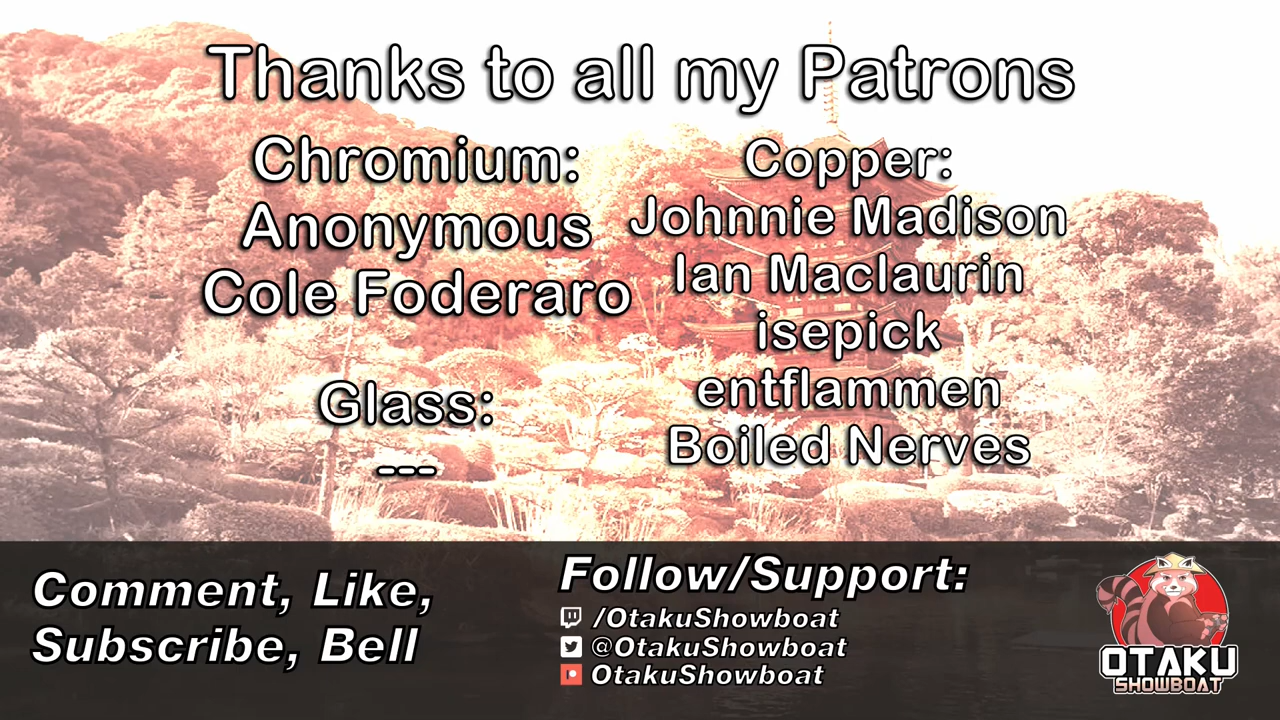 Thanks to all my Patrons
Chromium:
Anonymous
Cole Foderaro
Glass:
---
Copper:
Johnnie Madison
Ian Maclaurin
isepick
entflammen
Boiled Nerves
Comment, Like,
Subscribe, Bell
Follow/Support:
/OtakuShowboat
@OtakuShowboat
OtakuShowboat
OTAKU
SHOWBOAT